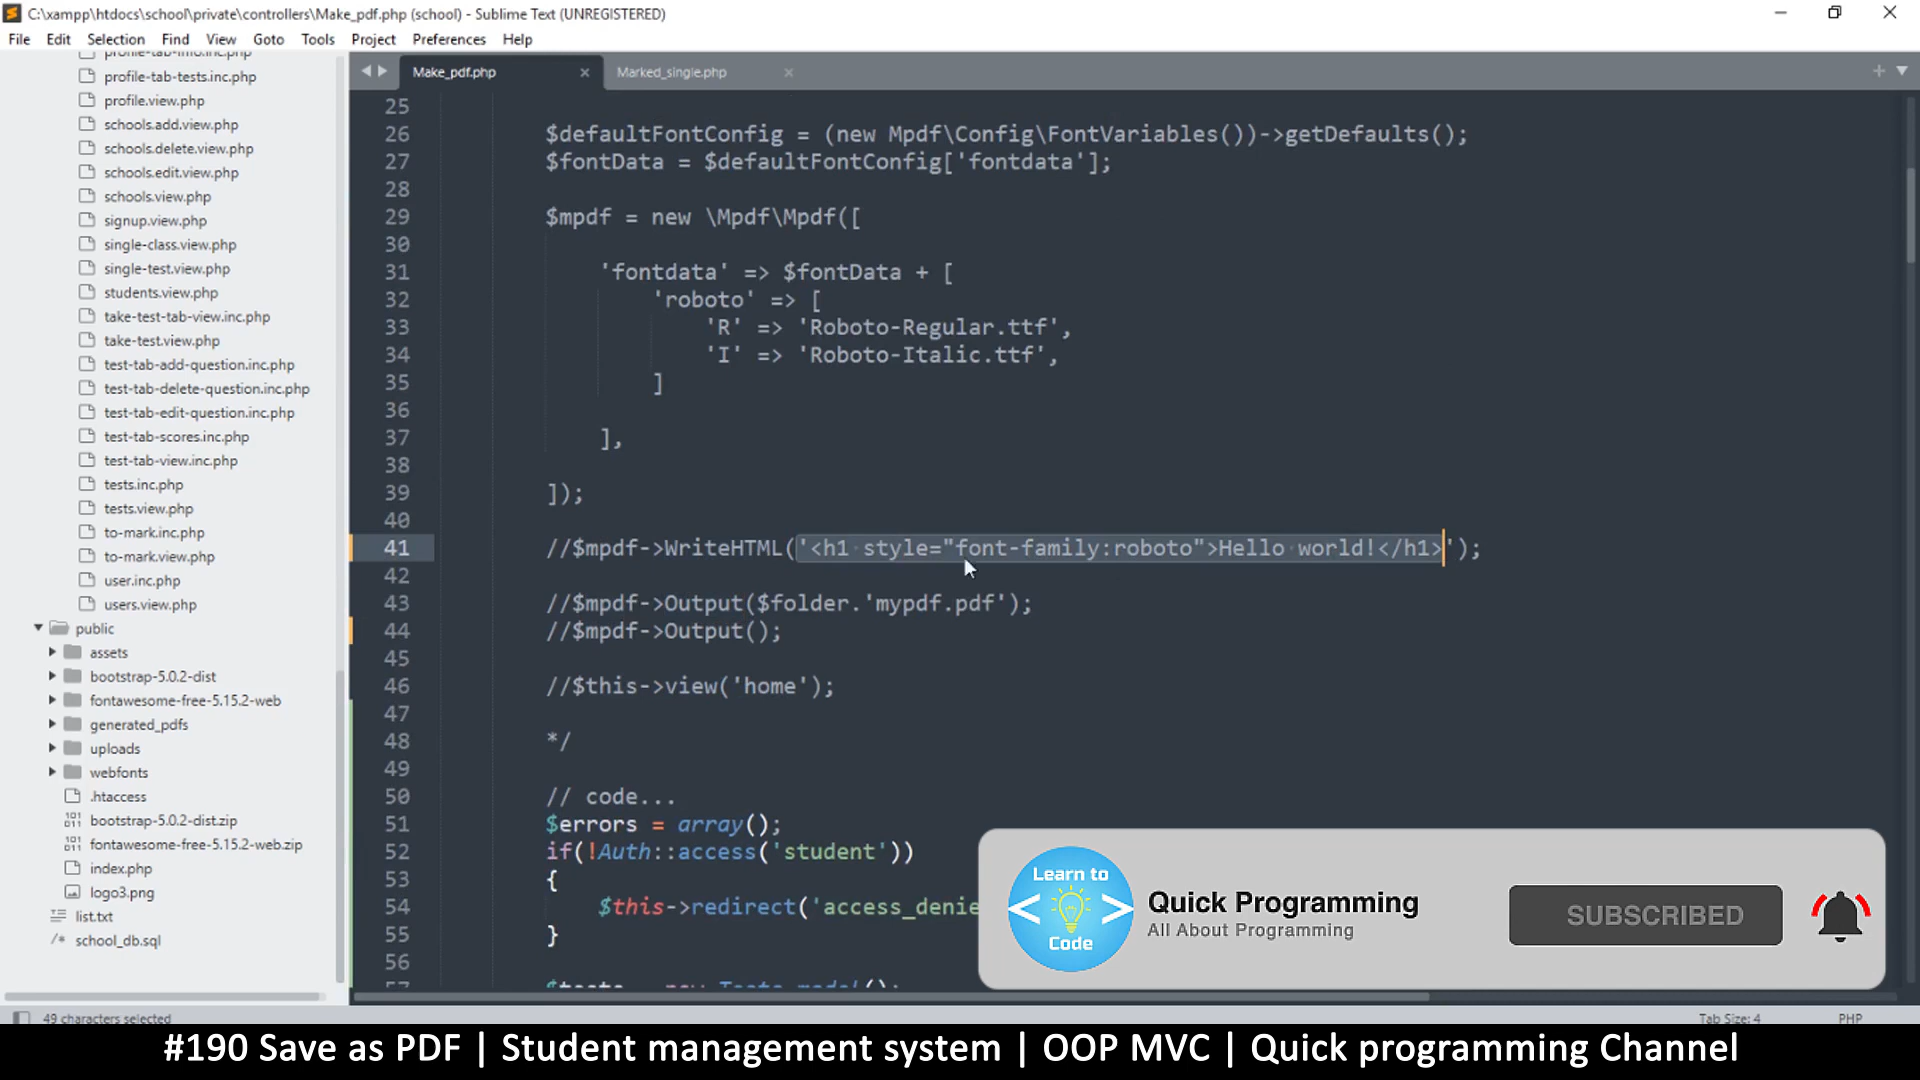 C:\xampp\htdocs\school\private\controllers\Make_pdf.php (school) - Sublime Text (UNREGISTERED)
File Edit Selection Find View Goto Tools Project Preferences Help
profile-tab-info.inc.php
profile-tab-tests.inc.php
profile.view.php
schools.add.view.php
schools.delete.view.php
schools.edit.view.php
schools.view.php
signup.view.php
single-class.view.php
single-test.view.php
students.view.php
take-test-tab-view.inc.php
take-test.view.php
test-tab-add-question.inc.php
test-tab-delete-question.inc.php
test-tab-edit-question.inc.php
test-tab-scores.inc.php
test-tab-view.inc.php
tests.inc.php
tests.view.php
to-mark.inc.php
to-mark.view.php
user.inc.php
users.view.php
public
assets
bootstrap-5.0.2-dist
fontawesome-free-5.15.2-web
generated_pdfs
uploads
webfonts
.htaccess
bootstrap-5.0.2-dist.zip
fontawesome-free-5.15.2-web.zip
index.php
logo3.png
list.txt
school_db.sql
Make_pdf.php
Marked_single.php
25
26 $defaultFontConfig = (new Mpdf\Config\FontVariables())->getDefaults();
27 $fontData = $defaultFontConfig['fontdata'];
28
29 $mpdf = new \Mpdf\Mpdf([
30
31 'fontdata' => $fontData + [
32 'roboto' => [
33 'R' => 'Roboto-Regular.ttf',
34 'I' => 'Roboto-Italic.ttf',
35 ]
36
37 ],
38
39 ]);
40
41 //$mpdf->WriteHTML('<h1 style="font-family:roboto">Hello world!</h1>');
42
43 //$mpdf->Output($folder.'mypdf.pdf');
44 //$mpdf->Output();
45
46 //$this->view('home');
47
48 */
49
50 // code...
51 $errors = array();
52 if(!Auth::access('student'))
53 {
54 $this->redirect('access_denie
55 }
56
Learn to
< >
Code
Quick Programming
All About Programming
SUBSCRIBED
49 characters selected
Tab Size: 4
PHP
#190 Save as PDF | Student management system | OOP MVC | Quick programming Channel